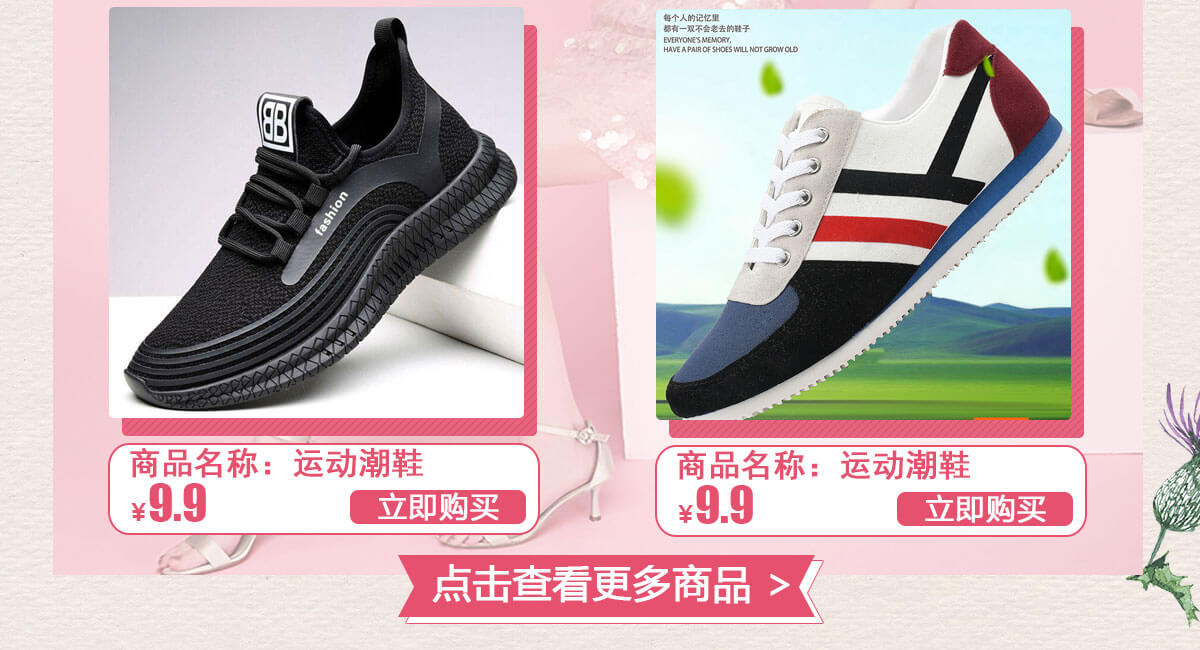 每个人的记忆里
都有一双不会老去的鞋子
EVERYONE'S MEMORY,
HAVE A PAIR OF SHOES WILL NOT GROW OLD
BB
fashion
商品名称：运动潮鞋
¥9.9
立即购买
商品名称：运动潮鞋
¥9.9
立即购买
点击查看更多商品 >